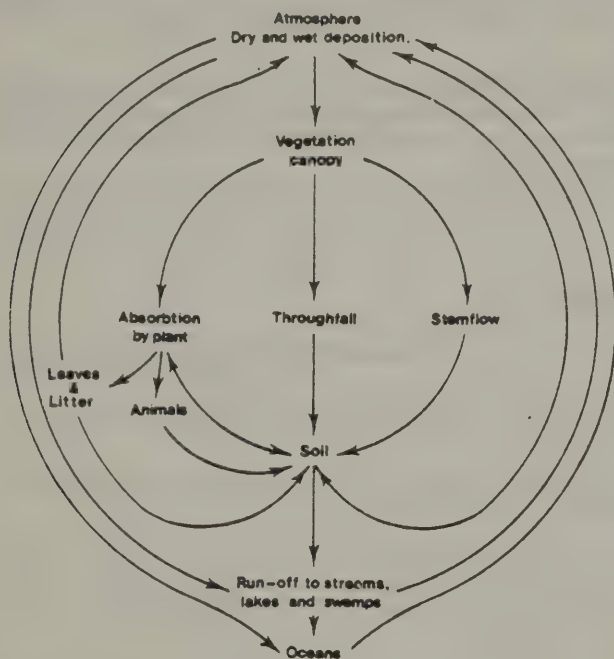 Atmosphere
Dry and wet deposition.
Vegetation
canopy
Absorbtion
by plant
Throughfall
Stemflow
Leaves
&
Litter
Animals
Soil
Run-off to streams,
lakes and swamps
Oceans